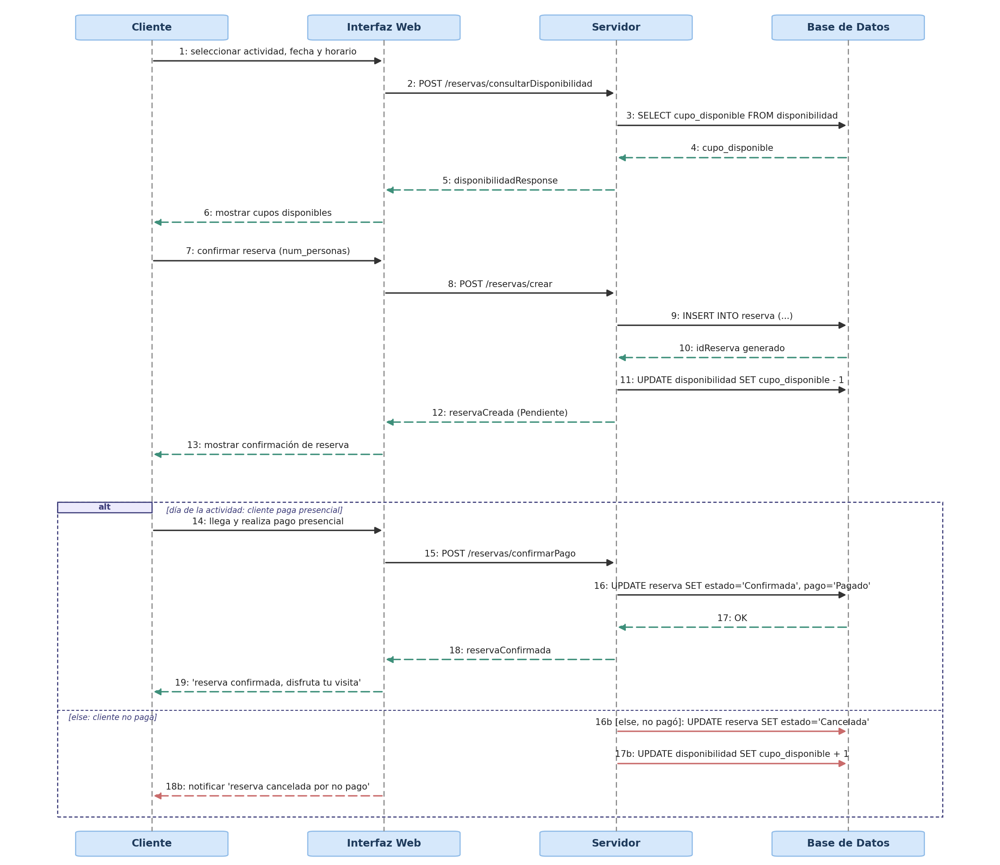 Cliente
Interfaz Web
Servidor
Base de Datos
1: seleccionar actividad, fecha y horario
2: POST /reservas/consultarDisponibilidad
3: SELECT cupo_disponible FROM disponibilidad
4: cupo_disponible
5: disponibilidadResponse
6: mostrar cupos disponibles
7: confirmar reserva (num_personas)
8: POST /reservas/crear
9: INSERT INTO reserva (...)
10: idReserva generado
11: UPDATE disponibilidad SET cupo_disponible - 1
12: reservaCreada (Pendiente)
13: mostrar confirmación de reserva
alt
[día de la actividad: cliente paga presencial]
14: llega y realiza pago presencial
15: POST /reservas/confirmarPago
16: UPDATE reserva SET estado='Confirmada', pago='Pagado'
17: OK
18: reservaConfirmada
19: 'reserva confirmada, disfruta tu visita'
[else: cliente no paga]
16b [else, no pagó]: UPDATE reserva SET estado='Cancelada'
17b: UPDATE disponibilidad SET cupo_disponible + 1
18b: notificar 'reserva cancelada por no pago'
Cliente
Interfaz Web
Servidor
Base de Datos